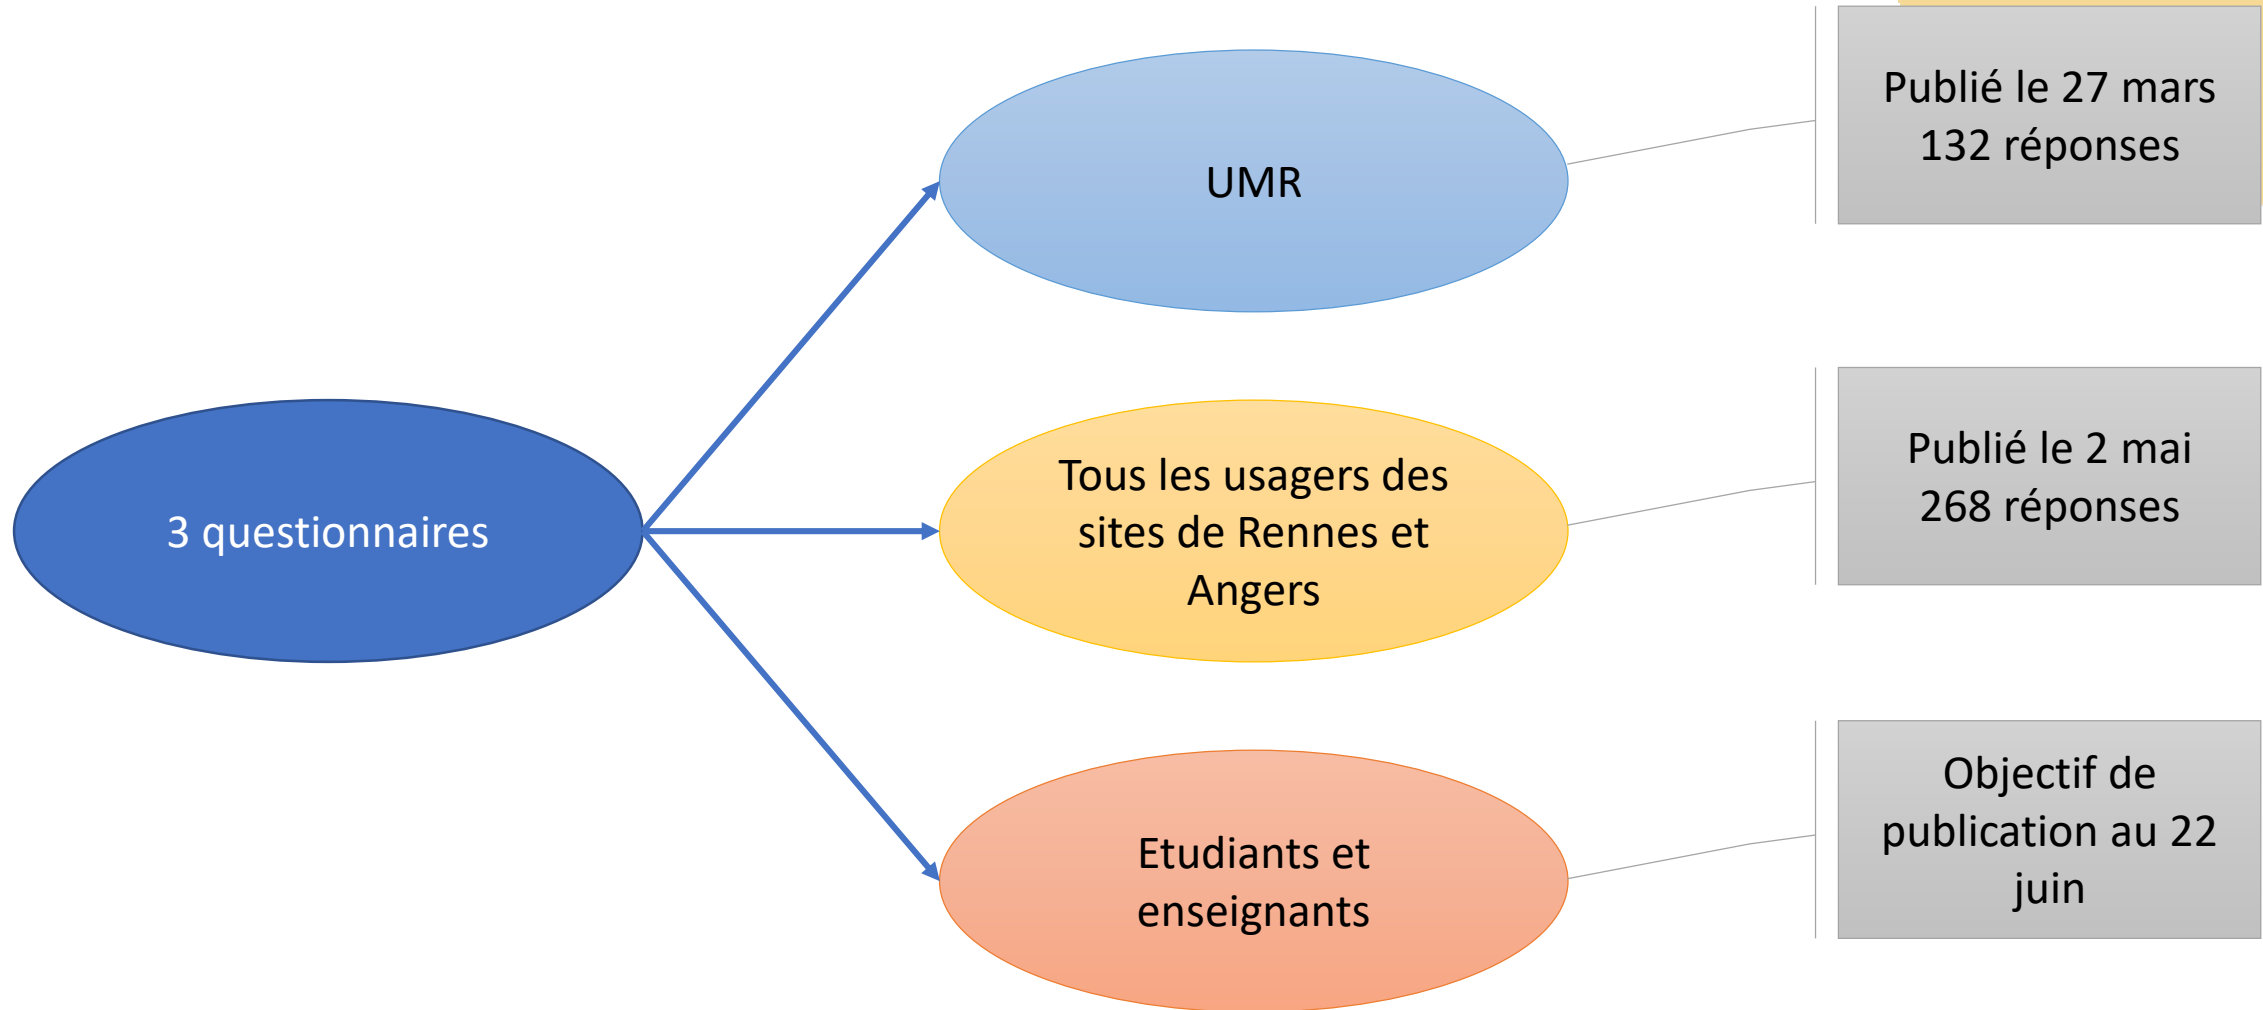 3 questionnaires
UMR
Publié le 27 mars
132 réponses
Tous les usagers des
sites de Rennes et
Angers
Publié le 2 mai
268 réponses
Etudiants et
enseignants
Objectif de
publication au 22
juin